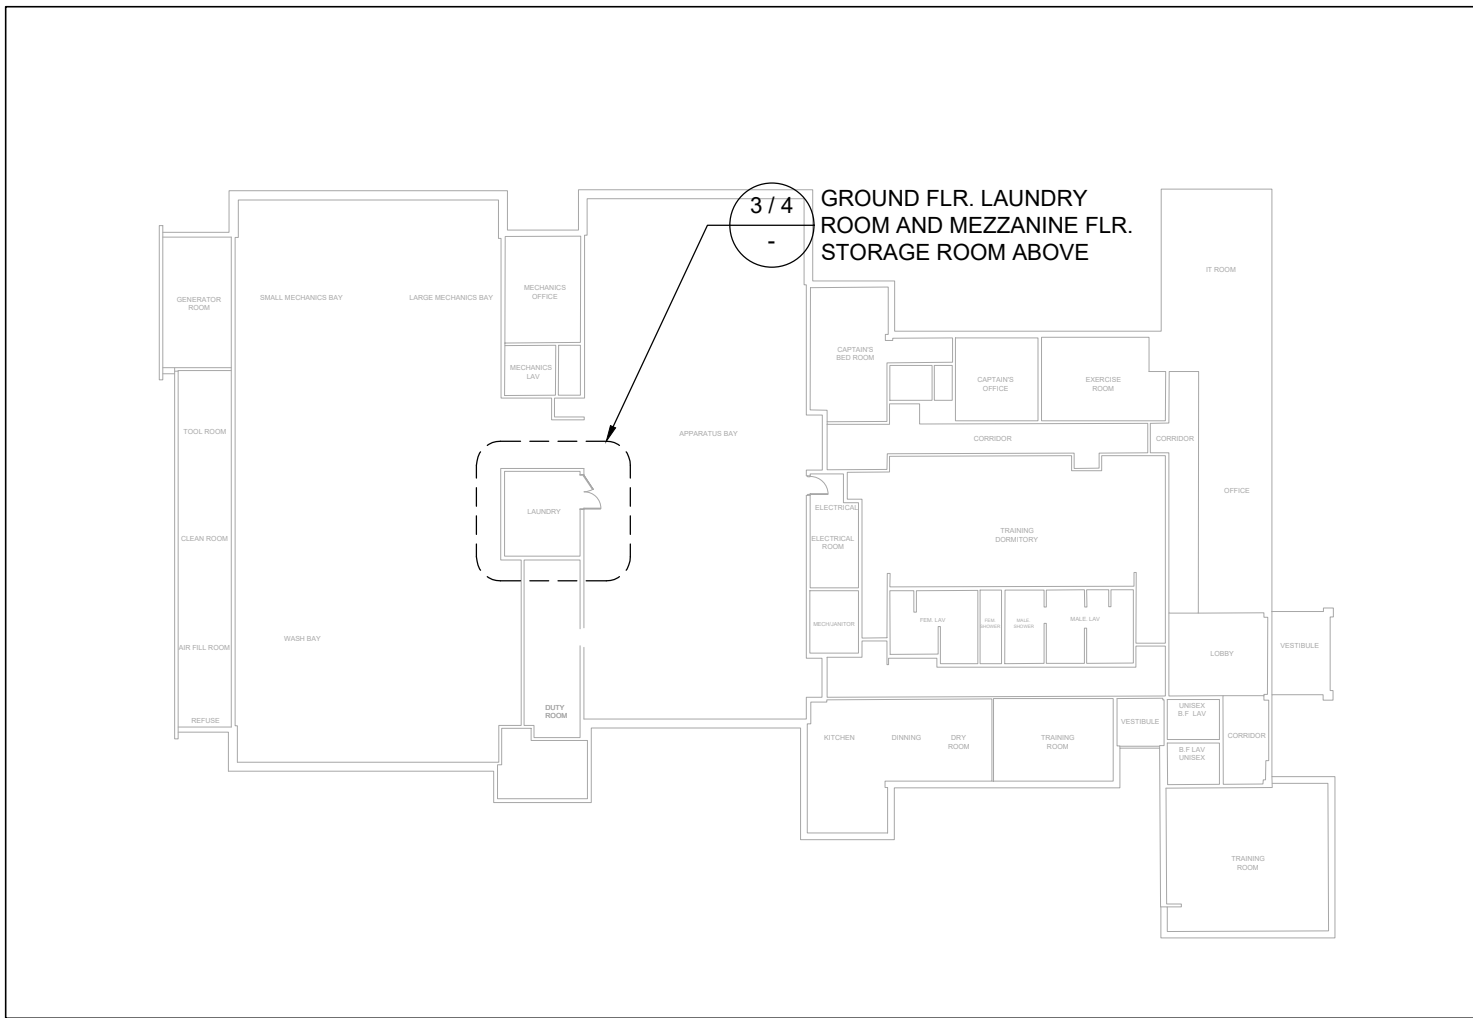 3 / 4
-
GROUND FLR. LAUNDRY
ROOM AND MEZZANINE FLR.
STORAGE ROOM ABOVE
IT ROOM
GENERATOR
ROOM
SMALL MECHANICS BAY
LARGE MECHANICS BAY
MECHANICS
OFFICE
MECHANICS
LAV
CAPTAIN'S
BED ROOM
CAPTAIN'S
OFFICE
EXERCISE
ROOM
TOOL ROOM
APPARATUS BAY
CORRIDOR
CORRIDOR
OFFICE
LAUNDRY
ELECTRICAL
ELECTRICAL
ROOM
TRAINING
DORMITORY
CLEAN ROOM
MECH/JANITOR
FEM. LAV
FEM.
SHOWER
MALE.
SHOWER
MALE. LAV
WASH BAY
AIR FILL ROOM
LOBBY
VESTIBULE
REFUSE
DUTY
ROOM
KITCHEN
DINNING
DRY
ROOM
TRAINING
ROOM
VESTIBULE
UNISEX
B.F LAV
B.F LAV
UNISEX
CORRIDOR
TRAINING
ROOM